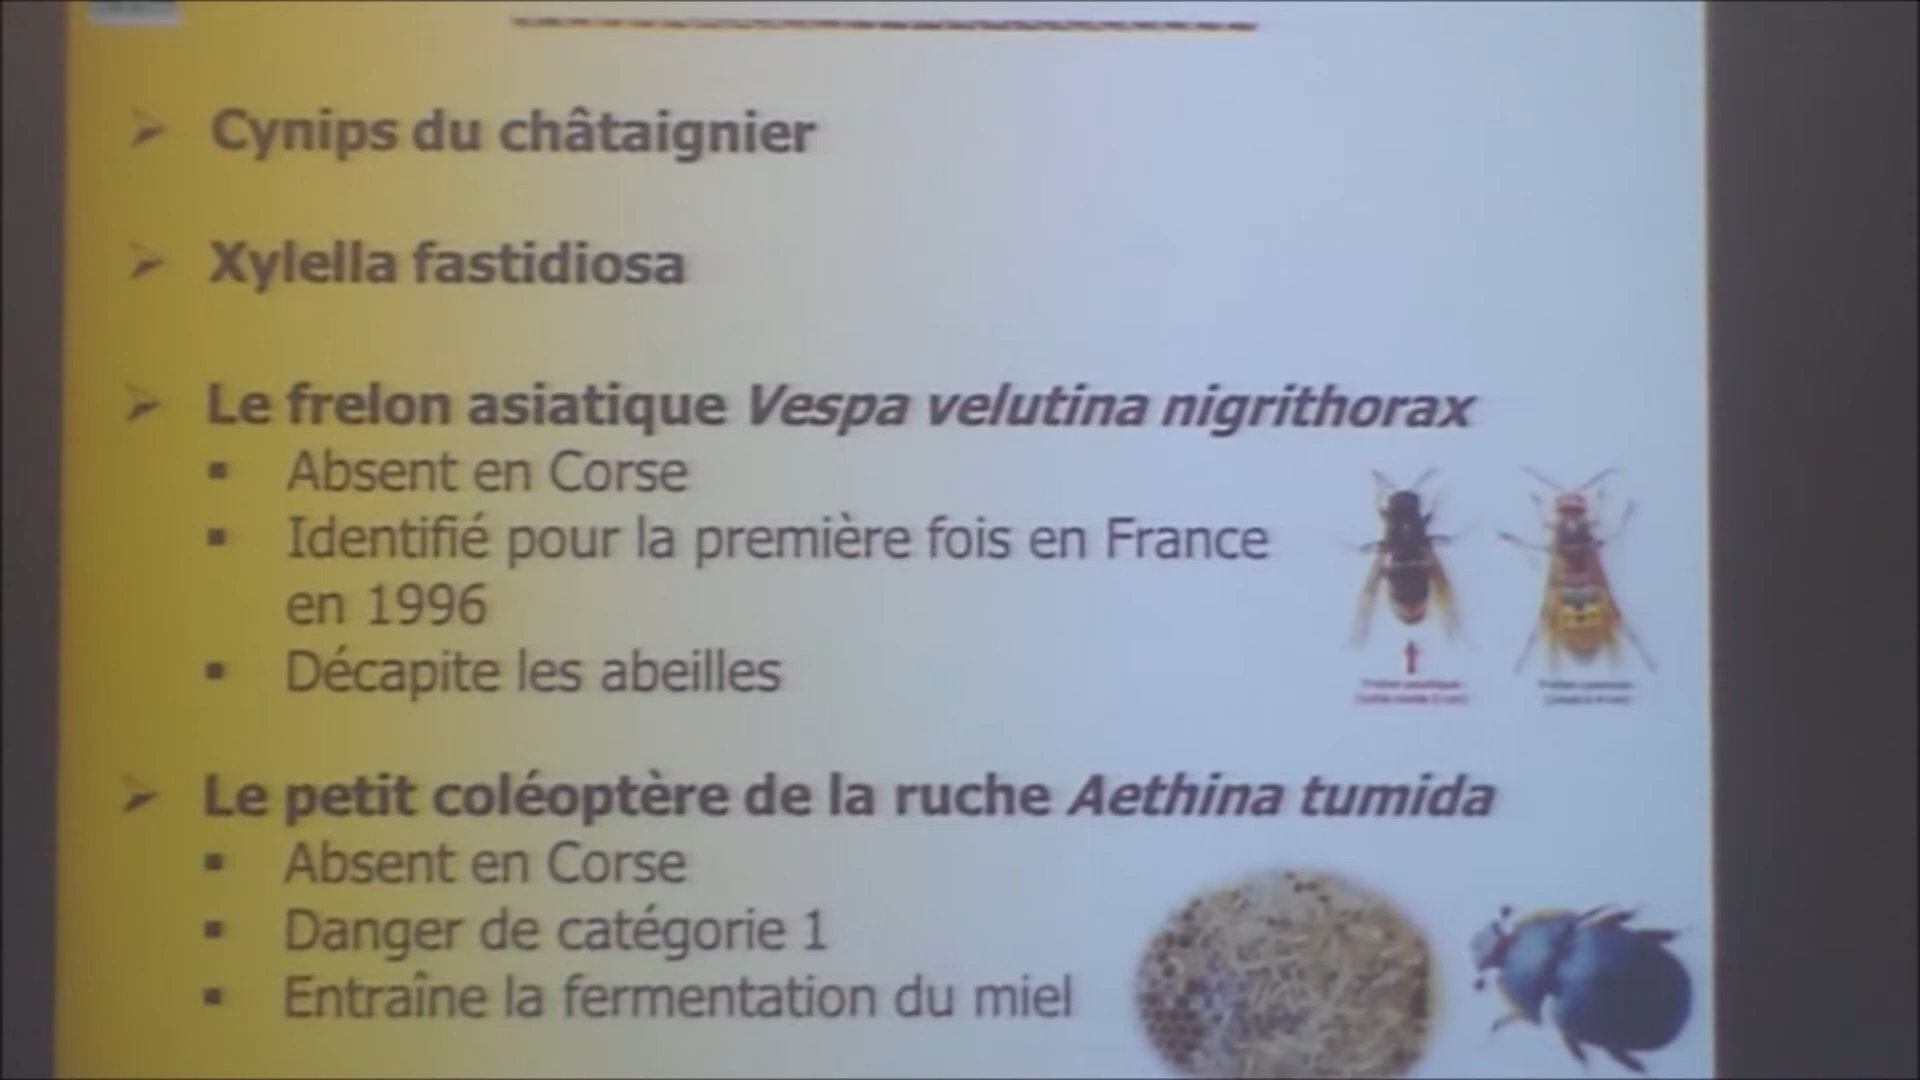 Cynips du châtaignier
Xylella fastidiosa
Le frelon asiatique Vespa velutina nigrithorax
Absent en Corse
Identifié pour la première fois en France
en 1996
Décapite les abeilles
Le petit coléoptère de la ruche Aethina tumida
Absent en Corse
Danger de catégorie 1
Entraîne la fermentation du miel